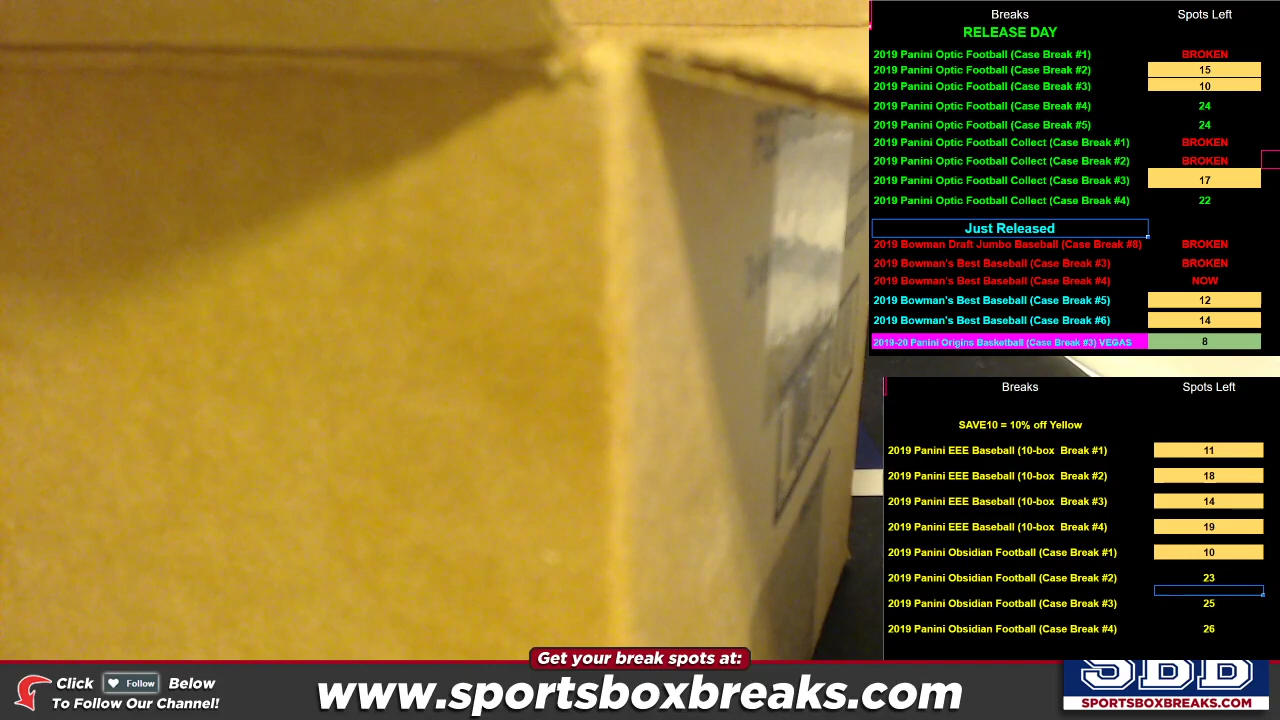 Breaks Spots Left
RELEASE DAY
2019 Panini Optic Football (Case Break #1) BROKEN
2019 Panini Optic Football (Case Break #2) 15
2019 Panini Optic Football (Case Break #3) 10
2019 Panini Optic Football (Case Break #4) 24
2019 Panini Optic Football (Case Break #5) 24
2019 Panini Optic Football Collect (Case Break #1) BROKEN
2019 Panini Optic Football Collect (Case Break #2) BROKEN
2019 Panini Optic Football Collect (Case Break #3) 17
2019 Panini Optic Football Collect (Case Break #4) 22
Just Released
2019 Bowman Draft Jumbo Baseball (Case Break #8) BROKEN
2019 Bowman's Best Baseball (Case Break #3) BROKEN
2019 Bowman's Best Baseball (Case Break #4) NOW
2019 Bowman's Best Baseball (Case Break #5) 12
2019 Bowman's Best Baseball (Case Break #6) 14
2019-20 Panini Origins Basketball (Case Break #3) VEGAS 8
Breaks Spots Left
SAVE10 = 10% off Yellow
2019 Panini EEE Baseball (10-box Break #1) 11
2019 Panini EEE Baseball (10-box Break #2) 18
2019 Panini EEE Baseball (10-box Break #3) 14
2019 Panini EEE Baseball (10-box Break #4) 19
2019 Panini Obsidian Football (Case Break #1) 10
2019 Panini Obsidian Football (Case Break #2) 23
2019 Panini Obsidian Football (Case Break #3) 25
2019 Panini Obsidian Football (Case Break #4) 26
Get your break spots at:
www.sportsboxbreaks.com
Click Follow Below
To Follow Our Channel!
SBB
SPORTSBOXBREAKS.COM